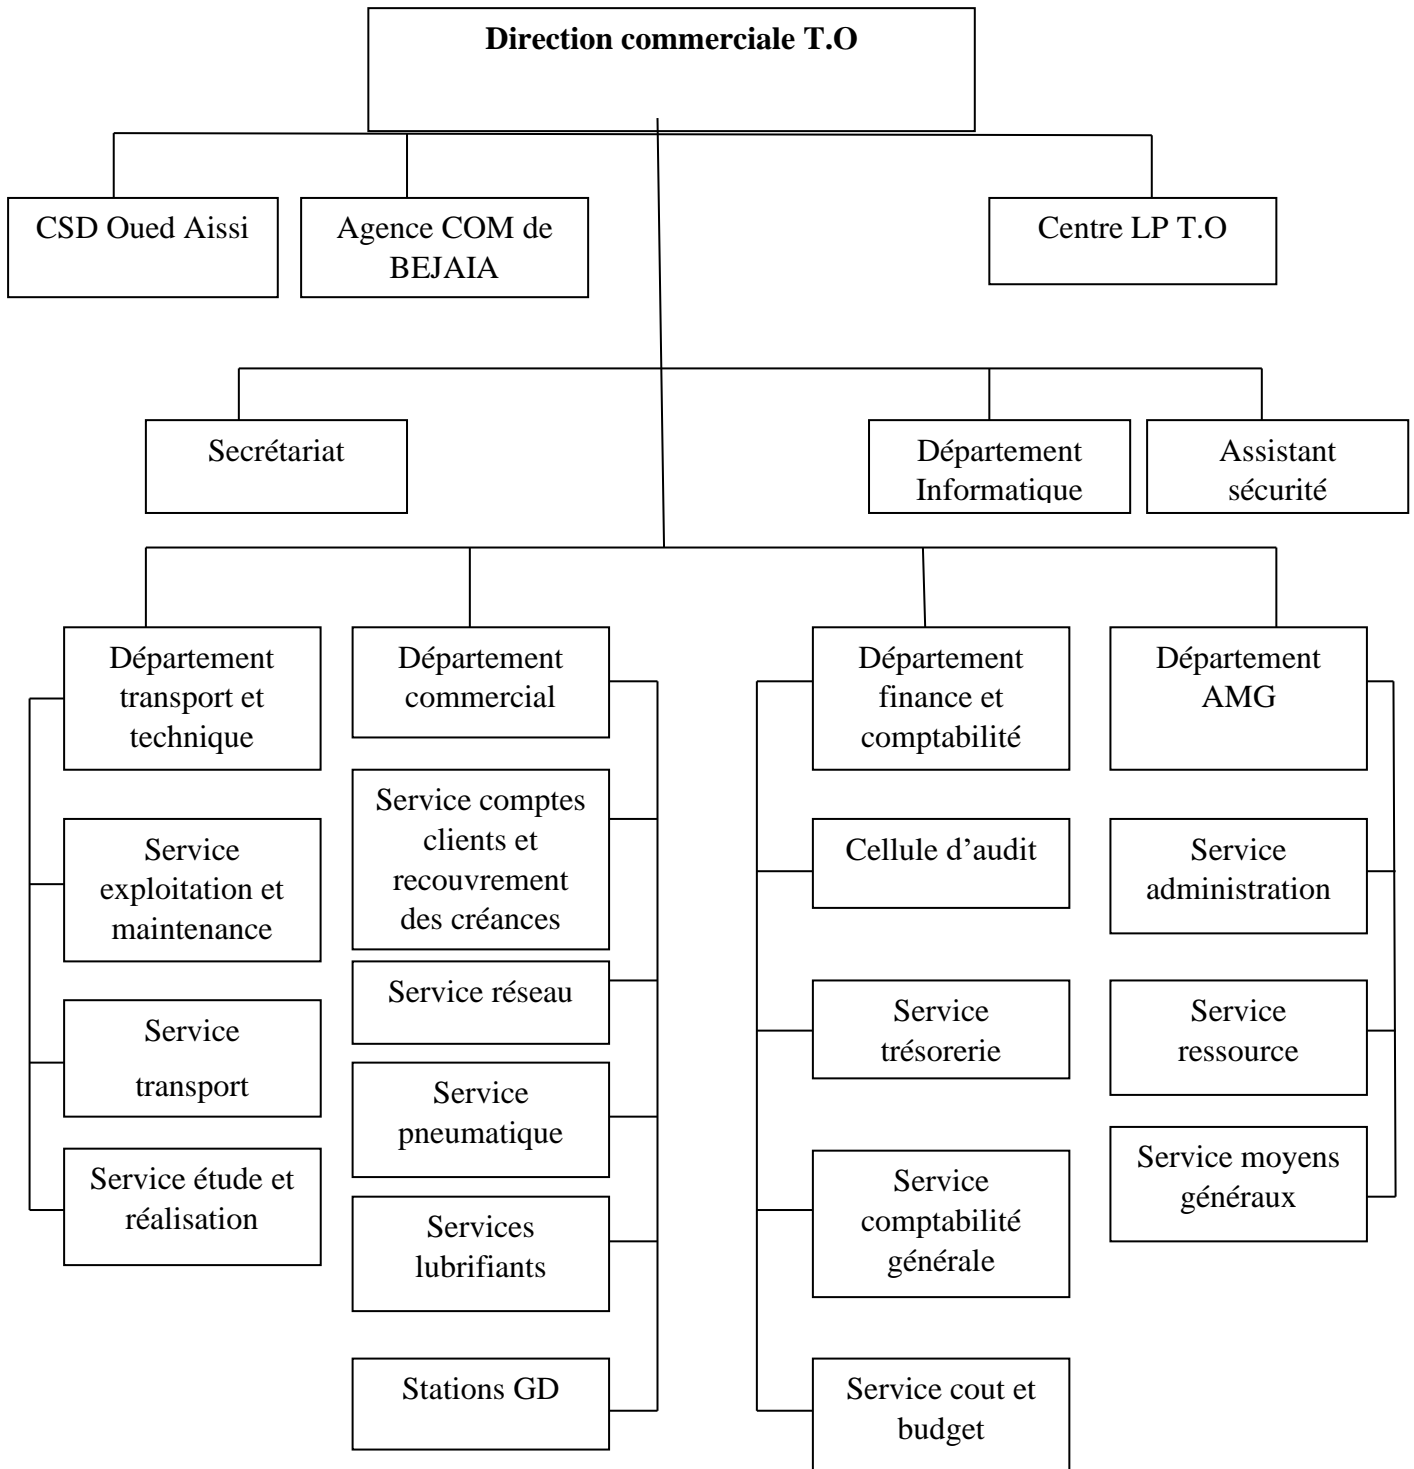 Direction commerciale T.O
CSD Oued Aissi
Agence COM de
BEJAIA
Centre LP T.O
Secrétariat
Département
Informatique
Assistant
sécurité
Département
transport et
technique
Service
exploitation et
maintenance
Service
transport
Service étude et
réalisation
Département
commercial
Service comptes
clients et
recouvrement
des créances
Service réseau
Service
pneumatique
Services
lubrifiants
Stations GD
Département
finance et
comptabilité
Cellule d’audit
Service
trésorerie
Service
comptabilité
générale
Service cout et
budget
Département
AMG
Service
administration
Service
ressource
Service moyens
généraux